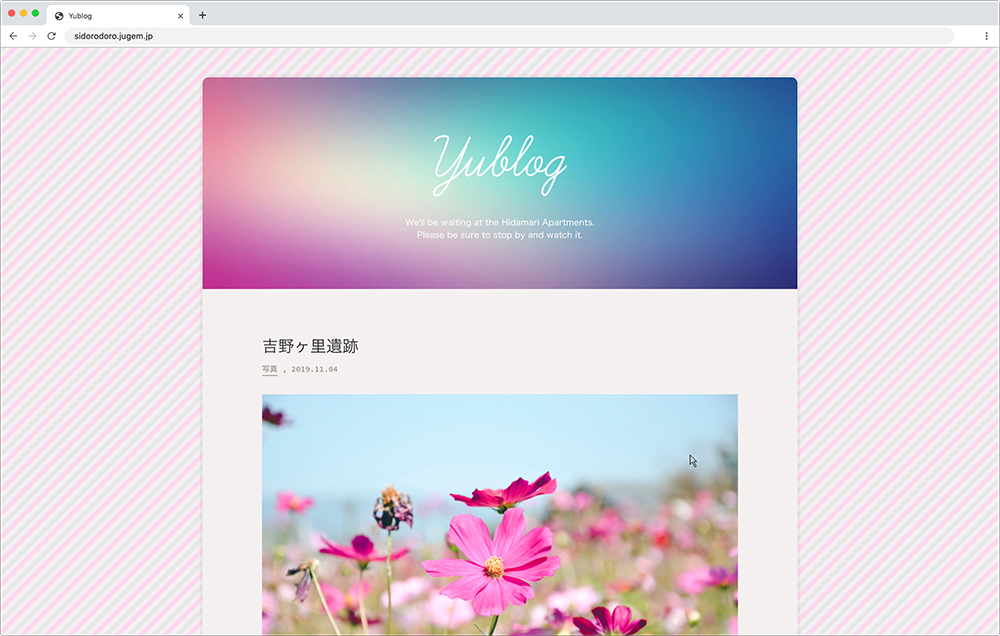 Yublog
sidorodoro.jugem.jp
Yublog
We'll be waiting at the Hidamari Apartments.
Please be sure to stop by and watch it.
吉野ヶ里遺跡
写真 , 2019.11.04